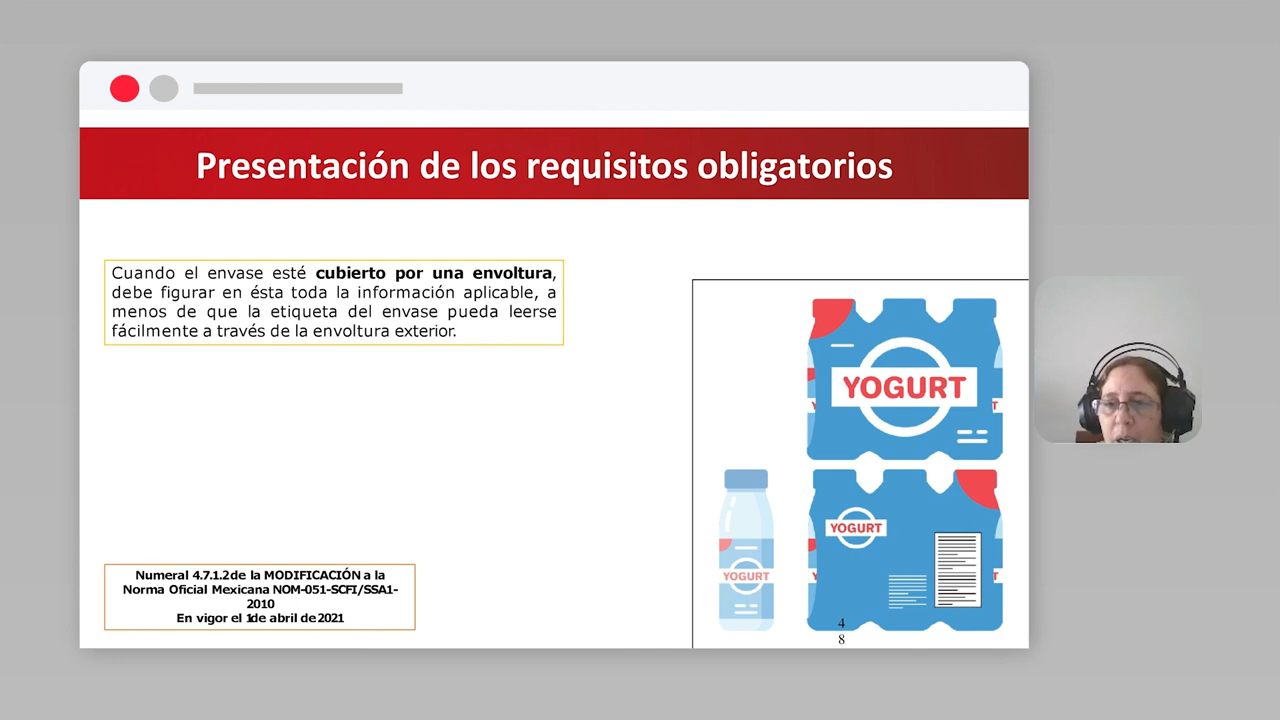 Presentación de los requisitos obligatorios
Cuando el envase esté cubierto por una envoltura,
debe figurar en ésta toda la información aplicable, a
menos de que la etiqueta del envase pueda leerse
fácilmente a través de la envoltura exterior.
YOGURT
T
YOGURT
YOGURT
T
Numeral 4.7.1.2de la MODIFICACIÓN a la
Norma Oficial Mexicana NOM-051-SCFI/SSA1-
2010
En vigor el 1de abril de 2021
4
8